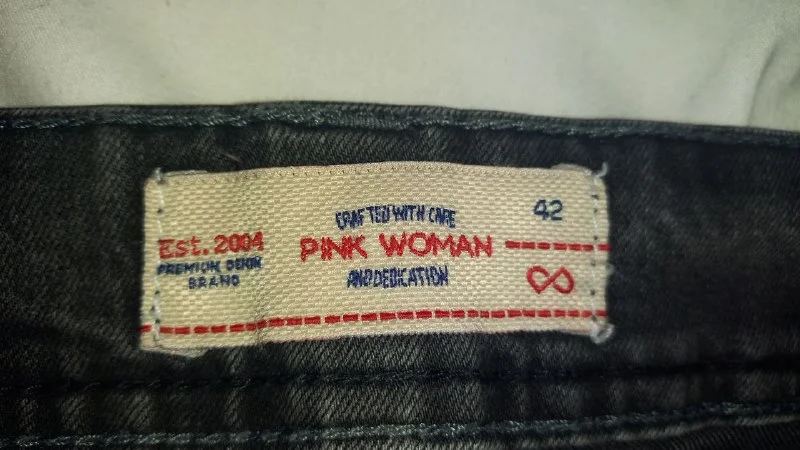 42
CRAFTED WITH CARE
Est. 2004
PINK WOMAN
PREMIUM DENIM
BRAND
AND DEDICATION